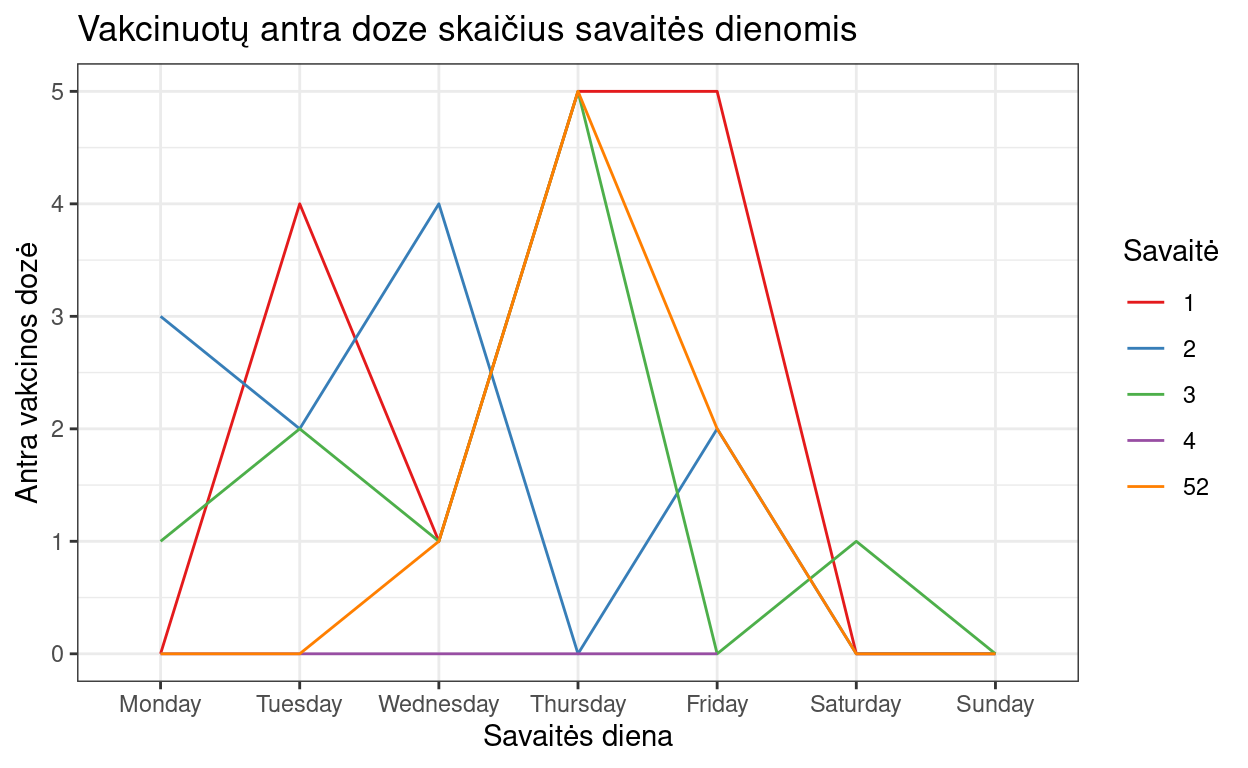 Vakcinuotų antra doze skaičius savaitės dienomis
Antra vakcinos dozė
5
4
3
2
1
0
Monday Tuesday Wednesday Thursday Friday Saturday Sunday
Savaitės diena
Savaitė
1
2
3
4
52